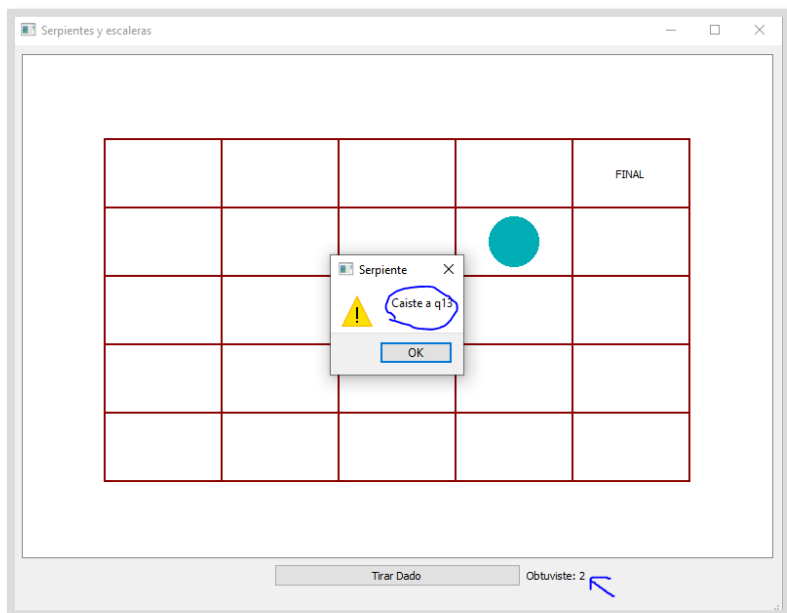 Serpientes y escaleras
FINAL
Serpiente
Caiste a q13
OK
Tirar Dado
Obtuviste: 2